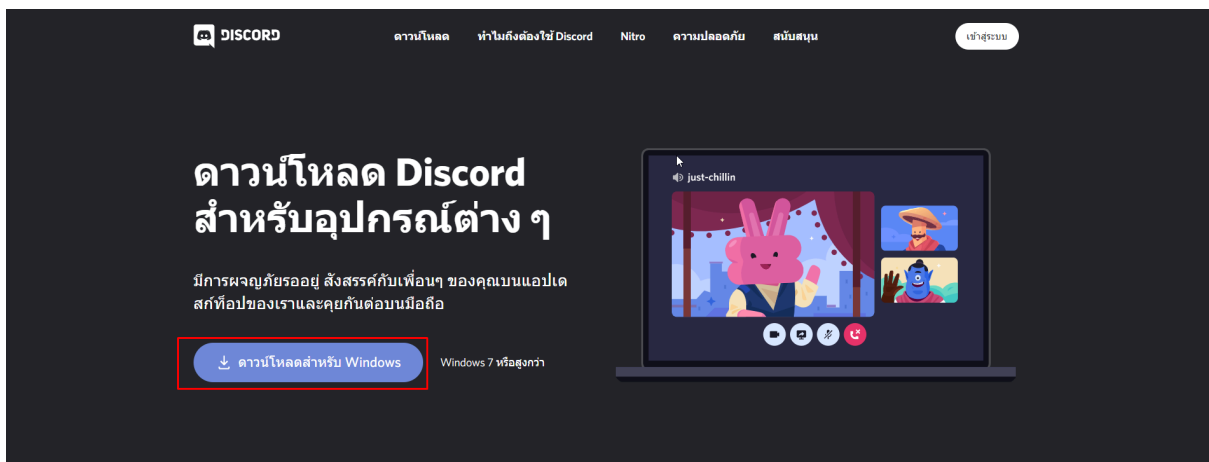 DISCORD
ดาวน์โหลด
ทำไมถึงต้องใช้ Discord
Nitro
ความปลอดภัย
สนับสนุน
เข้าสู่ระบบ
ดาวน์โหลด Discord
สำหรับอุปกรณ์ต่าง ๆ
มีการผจญภัยรออยู่ สังสรรค์กับเพื่อนๆ ของคุณบนแอปเด
สก์ท็อปของเราและคุยกันต่อบนมือถือ
ดาวน์โหลดสำหรับ Windows
Windows 7 หรือสูงกว่า
just-chillin